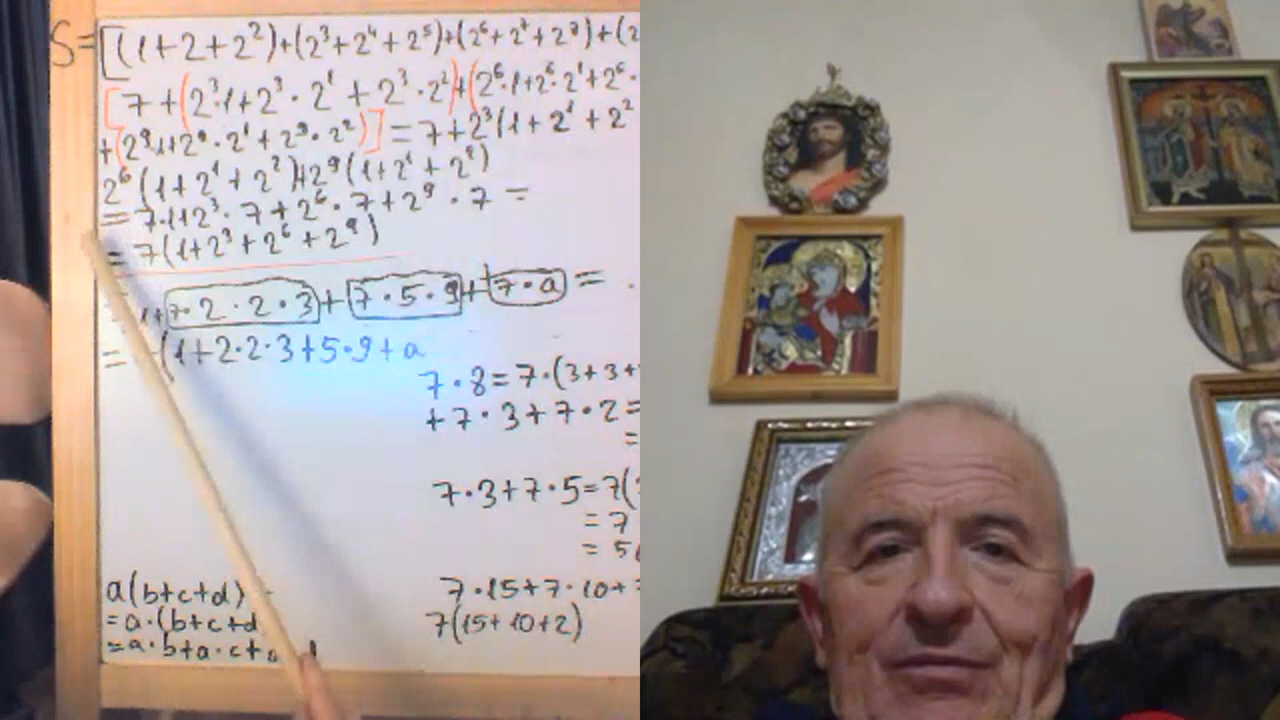 S=[(1+2+2²)+(2³+2⁴+2⁵)+(2⁶+2⁷+2⁸)+(2
[7+(2³·1+2³·2¹+2³·2²)+(2⁶·1+2⁶·2¹+2⁶·
+(2⁹·1+2⁹·2¹+2⁹·2²)]=7+2³(1+2¹+2²
2⁶(1+2¹+2²)+2⁹(1+2¹+2²)
=7·1+2³·7+2⁶·7+2⁹·7=
=7(1+2³+2⁶+2⁹)
1+7·2·2·3+7·5·9+7·a=
=(1+2·2·3+5·9+a
7·8=7·(3+3+
+7·3+7·2=
=
7·3+7·5=7(
=7
=56
a(b+c+d)
=a·(b+c+d
=a·b+a·c+a
7·15+7·10+
7(15+10+2)